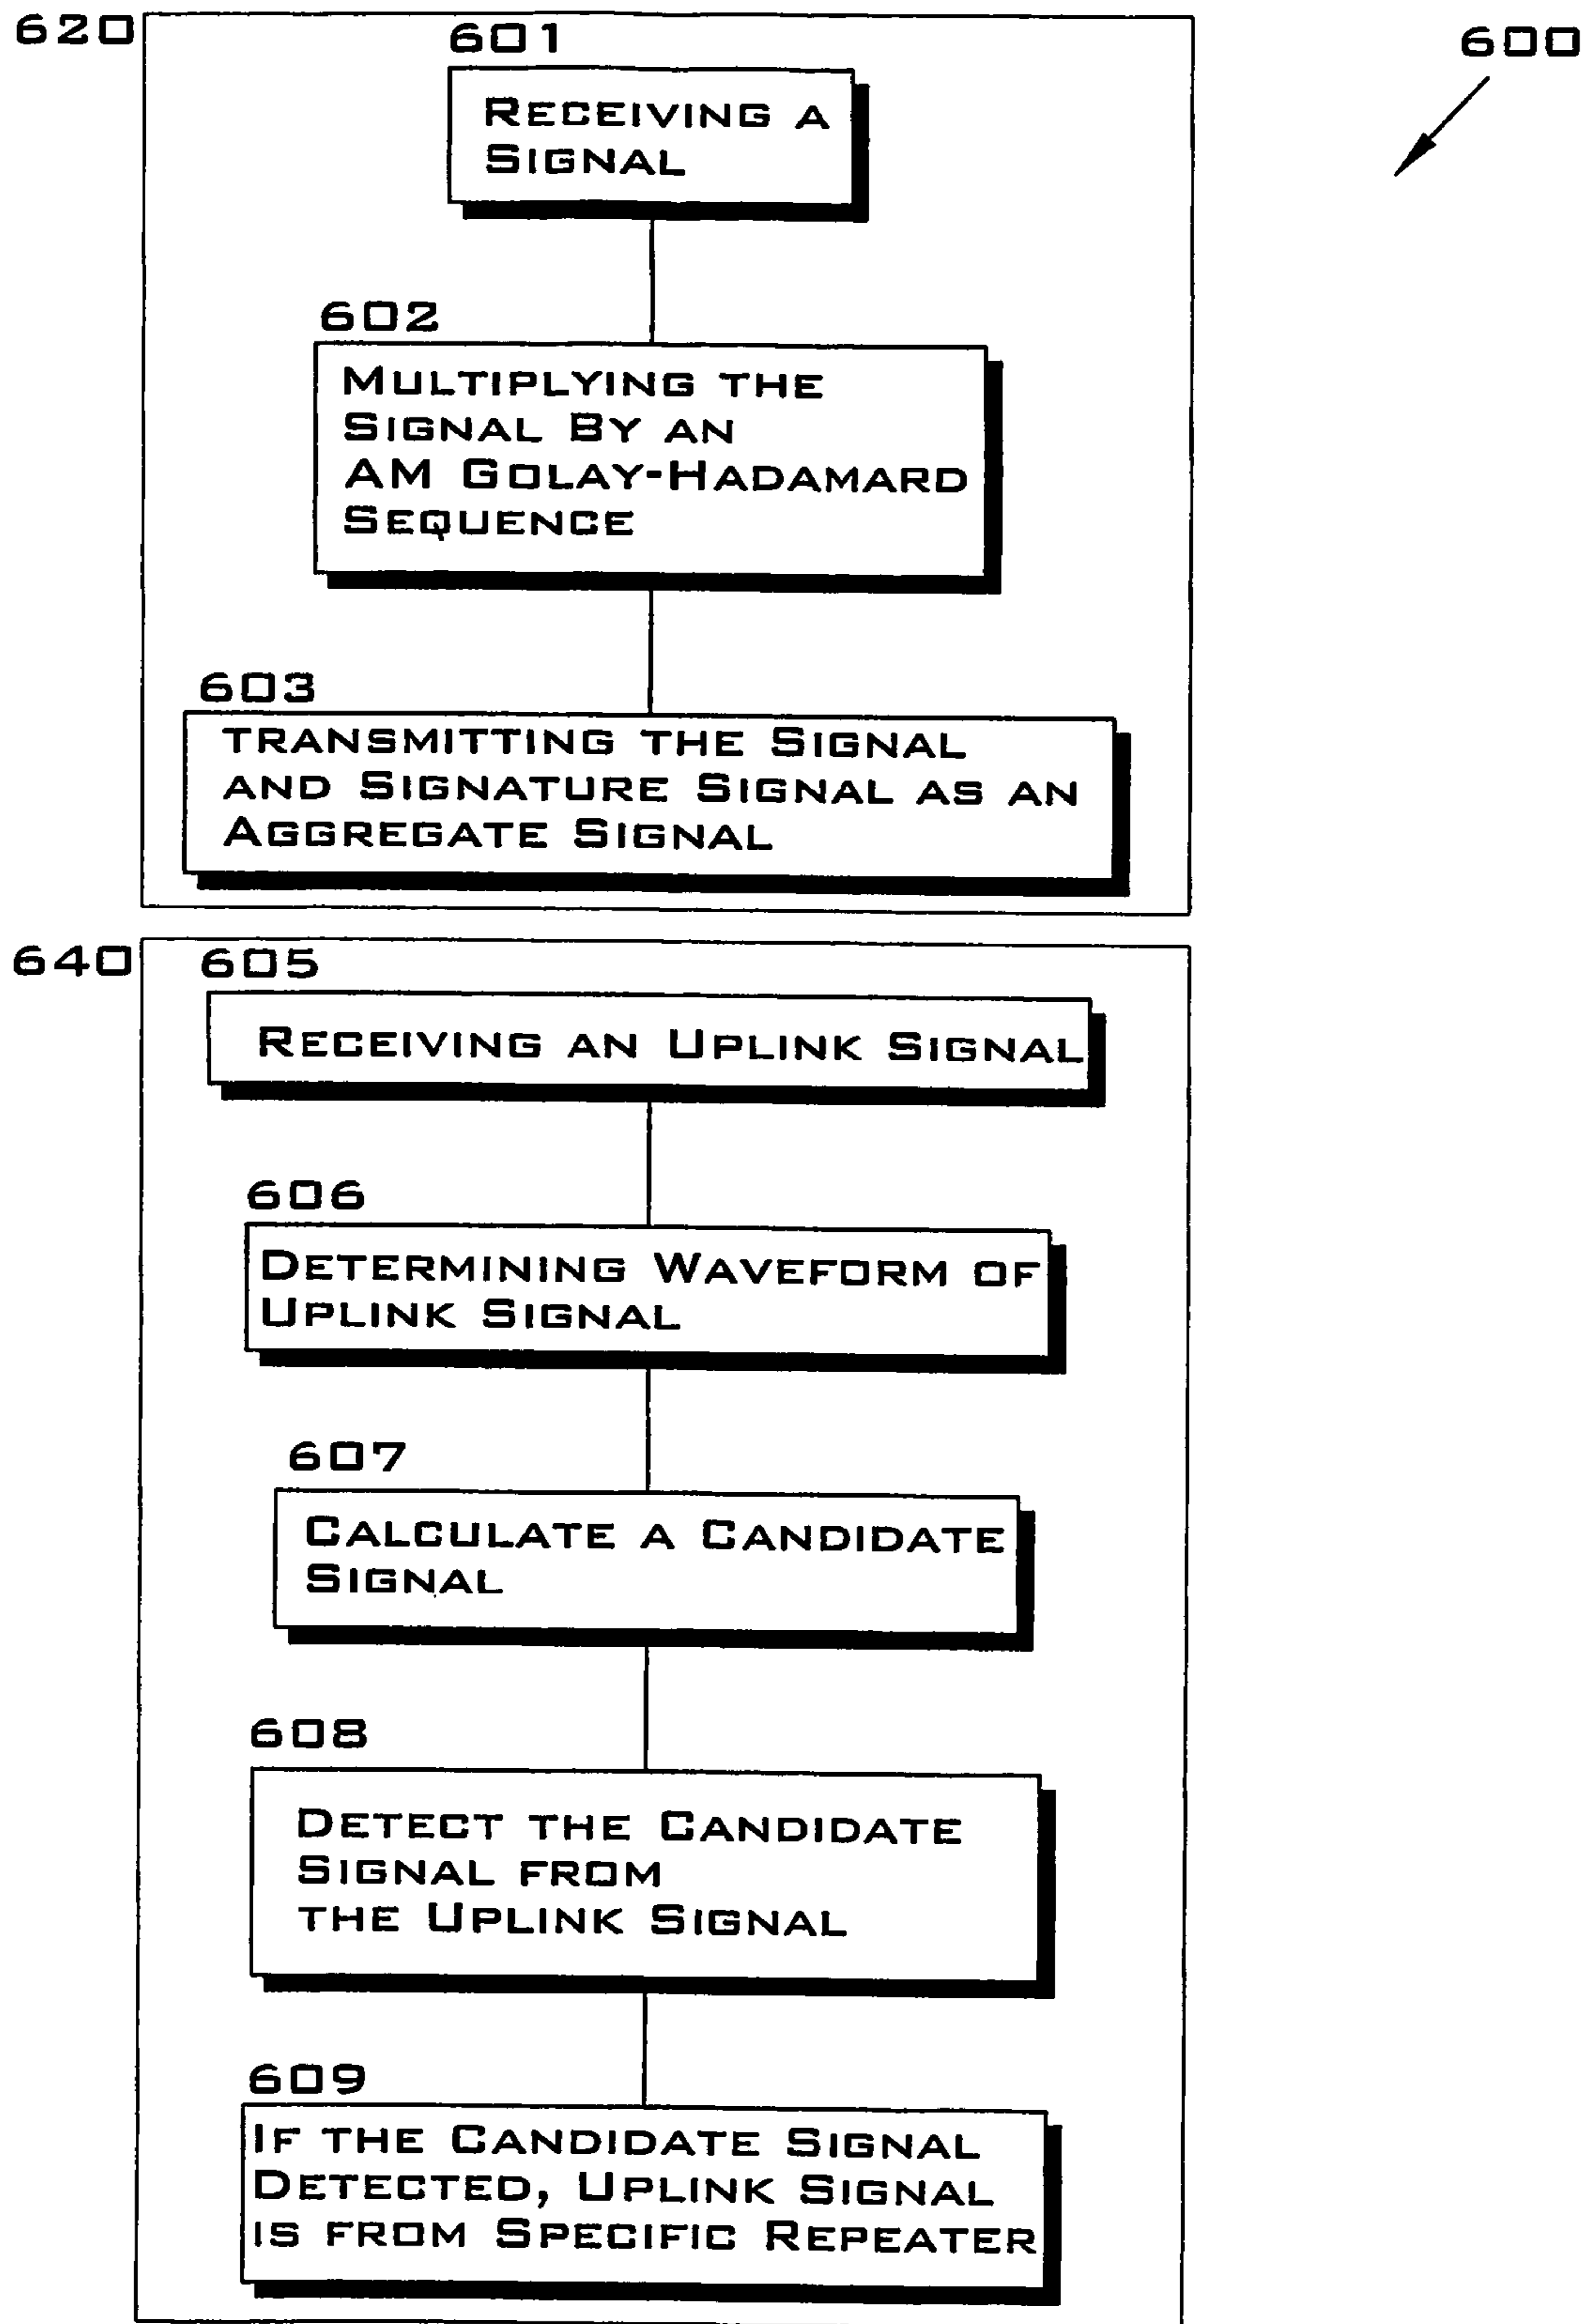 620
601
600
RECEIVING A
SIGNAL
602
MULTIPLYING THE
SIGNAL BY AN
AM GOLAY-HADAMARD
SEQUENCE
603
TRANSMITTING THE SIGNAL
AND SIGNATURE SIGNAL AS AN
AGGREGATE SIGNAL
640
605
RECEIVING AN UPLINK SIGNAL
606
DETERMINING WAVEFORM OF
UPLINK SIGNAL
607
CALCULATE A CANDIDATE
SIGNAL
608
DETECT THE CANDIDATE
SIGNAL FROM
THE UPLINK SIGNAL
609
IF THE CANDIDATE SIGNAL
DETECTED, UPLINK SIGNAL
IS FROM SPECIFIC REPEATER